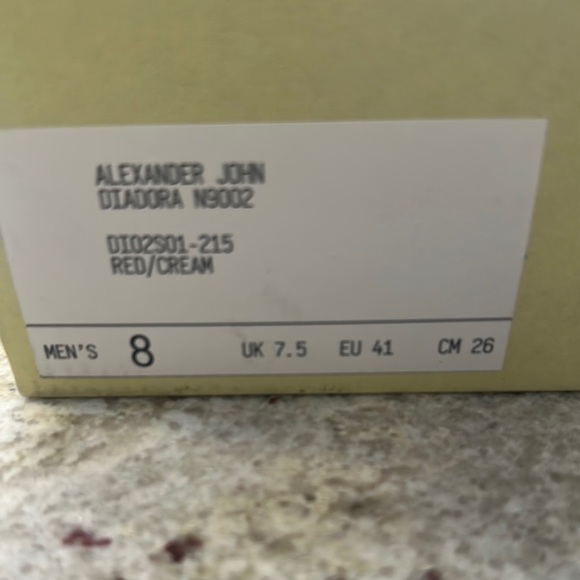 ALEXANDER JOHN
DIADORA N9002
DI02S01-215
RED/CREAM
MEN'S 8 UK 7.5 EU 41 CM 26